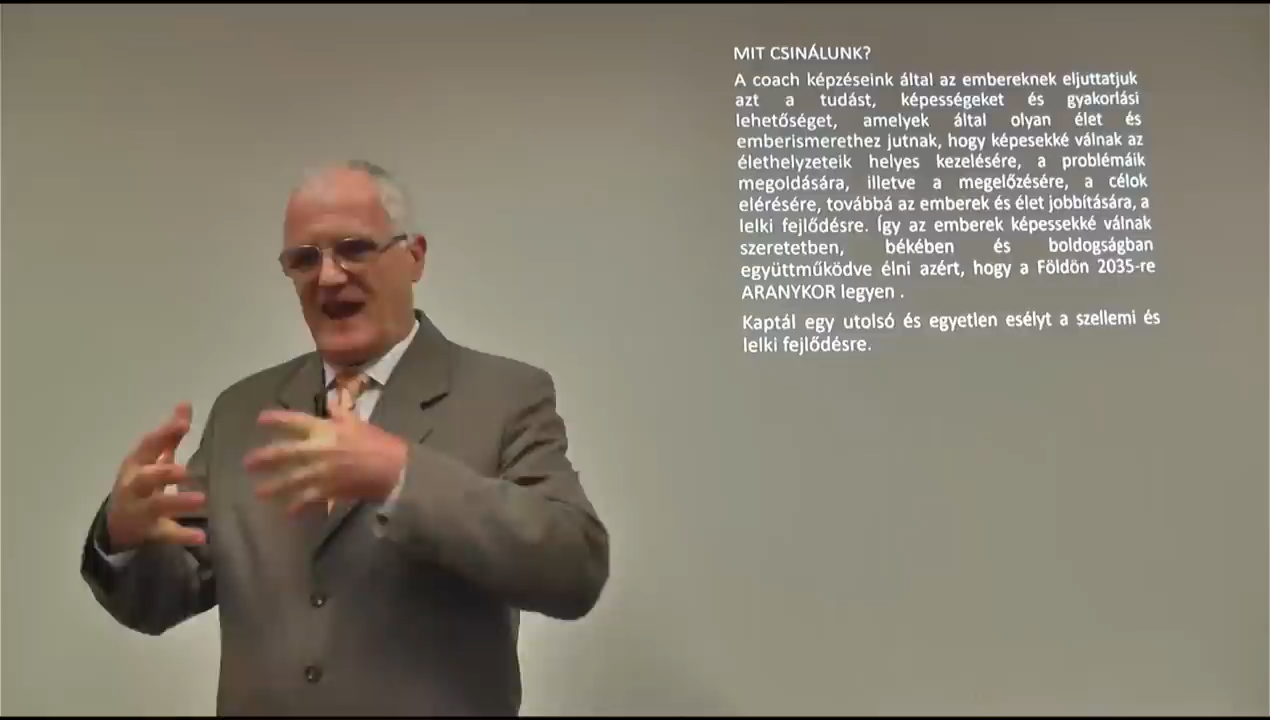 MIT CSINÁLUNK?
A coach képzéseink által az embereknek eljuttatjuk
azt a tudást, képességeket és gyakorlási
lehetőséget, amelyek által olyan élet és
emberismerethez jutnak, hogy képesekké válnak az
élethelyzeteik helyes kezelésére, a problémáik
megoldására, illetve a megelőzésére, a célok
elérésére, továbbá az emberek és élet jobbítására, a
lelki fejlődésre. Így az emberek képessekké válnak
szeretetben, békében és boldogságban
együttműködve élni azért, hogy a Földön 2035-re
ARANYKOR legyen .
Kaptál egy utolsó és egyetlen esélyt a szellemi és
lelki fejlődésre.